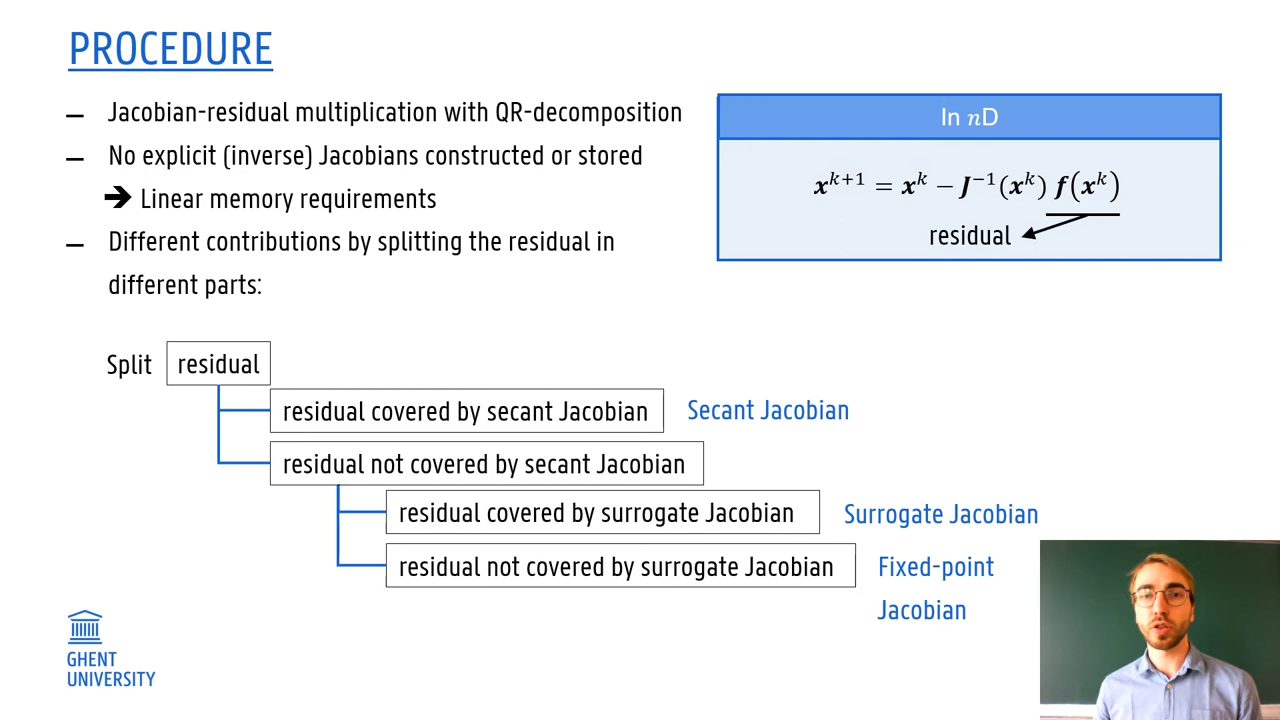 PROCEDURE
– Jacobian-residual multiplication with QR-decomposition
– No explicit (inverse) Jacobians constructed or stored
➔ Linear memory requirements
– Different contributions by splitting the residual in
different parts:
In nD
x^{k+1} = x^k − J^{−1}(x^k) f(x^k)
residual
Split residual
residual covered by secant Jacobian Secant Jacobian
residual not covered by secant Jacobian
residual covered by surrogate Jacobian Surrogate Jacobian
residual not covered by surrogate Jacobian Fixed-point
Jacobian
GHENT
UNIVERSITY